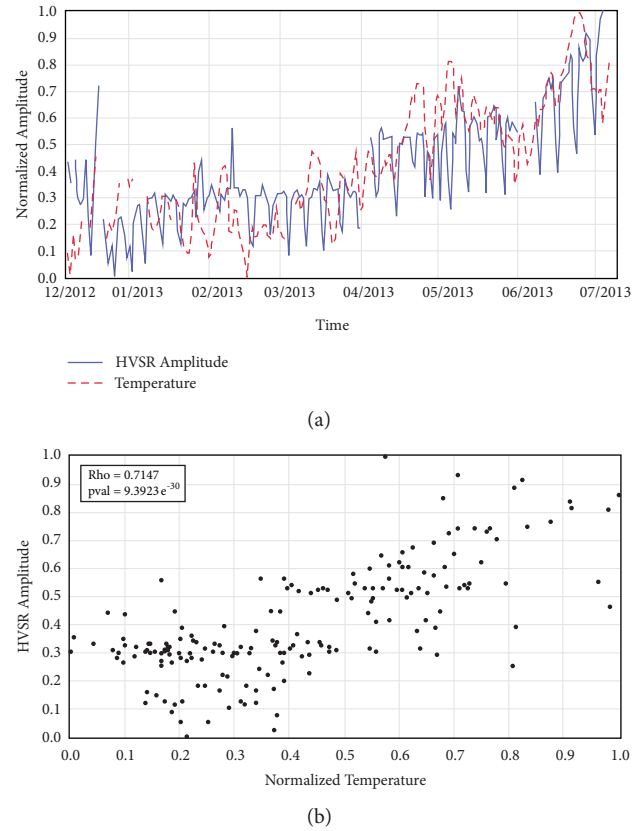 1.0
0.9
0.8
0.7
0.6
0.5
0.4
0.3
0.2
0.1
0.0
Normalized Amplitude
12/2012 01/2013 02/2013 03/2013 04/2013 05/2013 06/2013 07/2013
Time
HVSR Amplitude
Temperature
(a)
1.0
0.9
0.8
0.7
0.6
0.5
0.4
0.3
0.2
0.1
0.0
HVSR Amplitude
Rho = 0.7147
pval = 9.3923 e-30
0.0 0.1 0.2 0.3 0.4 0.5 0.6 0.7 0.8 0.9 1.0
Normalized Temperature
(b)